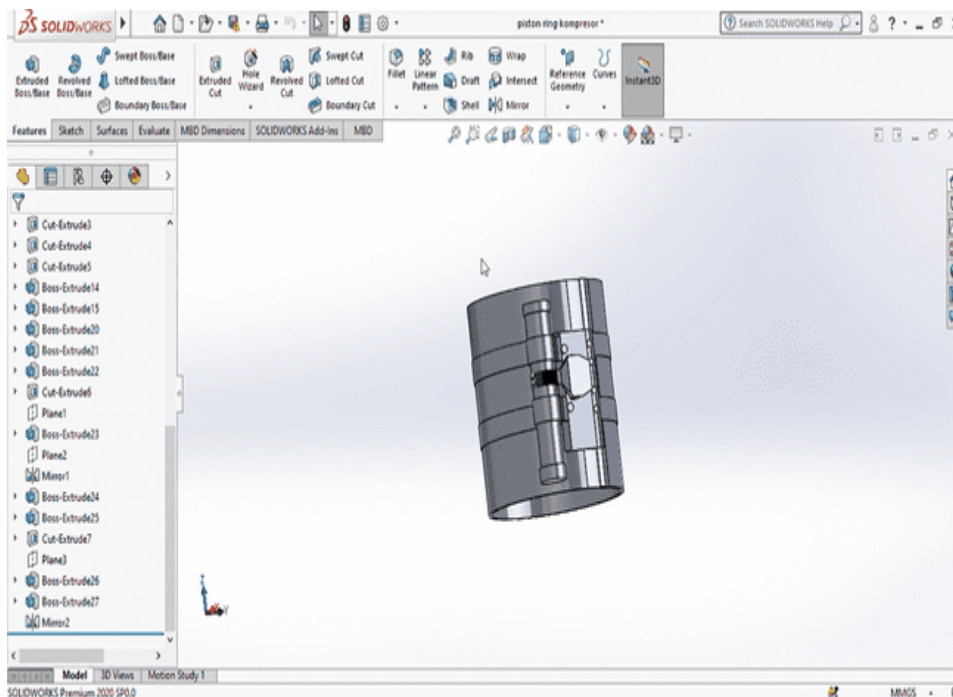 DS SOLIDWORKS
piston ring kompresor *
Search SOLIDWORKS Help
?
Extruded Boss/Base
Revolved Boss/Base
Swept Boss/Base
Lofted Boss/Base
Boundary Boss/Base
Extruded Cut
Hole Wizard
Revolved Cut
Swept Cut
Lofted Cut
Boundary Cut
Fillet
Linear Pattern
Rib
Draft
Shell
Wrap
Intersect
Mirror
Reference Geometry
Curves
Instant3D
Features Sketch Surfaces Evaluate MBD Dimensions SOLIDWORKS Add-Ins MBD
Cut-Extrude3
Cut-Extrude4
Cut-Extrude5
Boss-Extrude14
Boss-Extrude15
Boss-Extrude20
Boss-Extrude21
Boss-Extrude22
Cut-Extrude6
Plane1
Boss-Extrude23
Plane2
Mirror1
Boss-Extrude24
Boss-Extrude25
Cut-Extrude7
Plane3
Boss-Extrude26
Boss-Extrude27
Mirror2
Model 3D Views Motion Study 1
SOLIDWORKS Premium 2020 SP0.0
MMGS